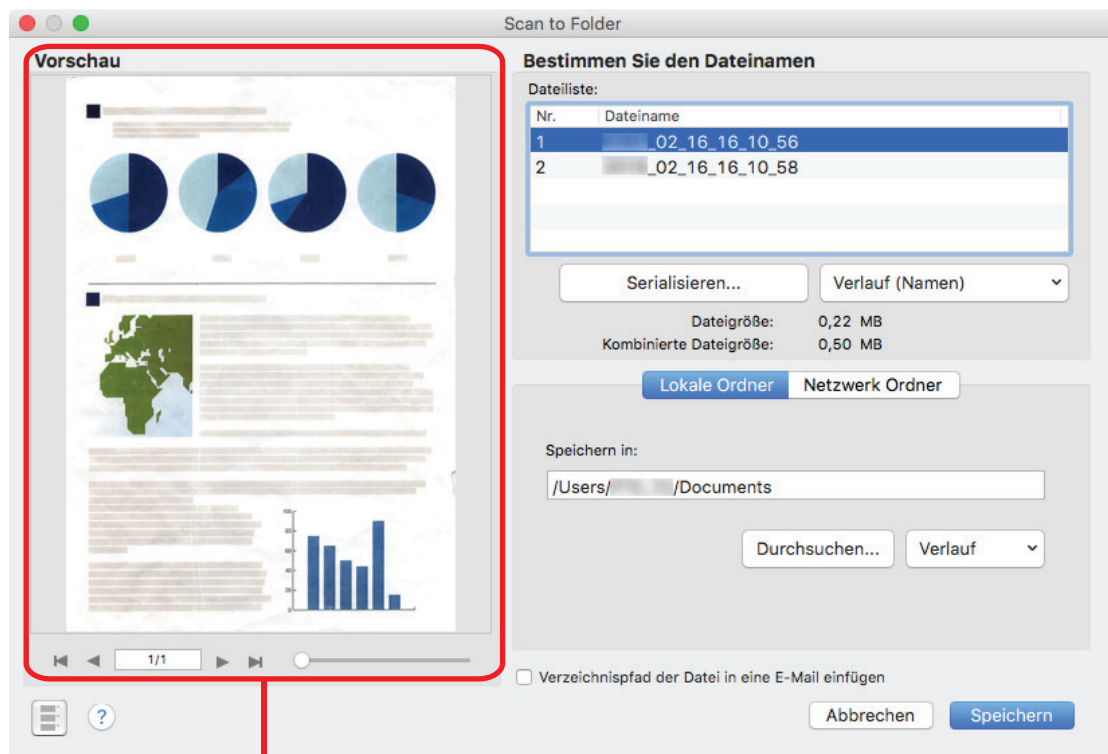 Scan to Folder
Vorschau
1/1
Bestimmen Sie den Dateinamen
Dateiliste:
Nr. Dateiname
1 _02_16_16_10_56
2 _02_16_16_10_58
Serialisieren... Verlauf (Namen)
Dateigröße: 0,22 MB
Kombinierte Dateigröße: 0,50 MB
Lokale Ordner Netzwerk Ordner
Speichern in:
/Users/ /Documents
Durchsuchen... Verlauf
Verzeichnispfad der Datei in eine E-Mail einfügen
? Abbrechen Speichern